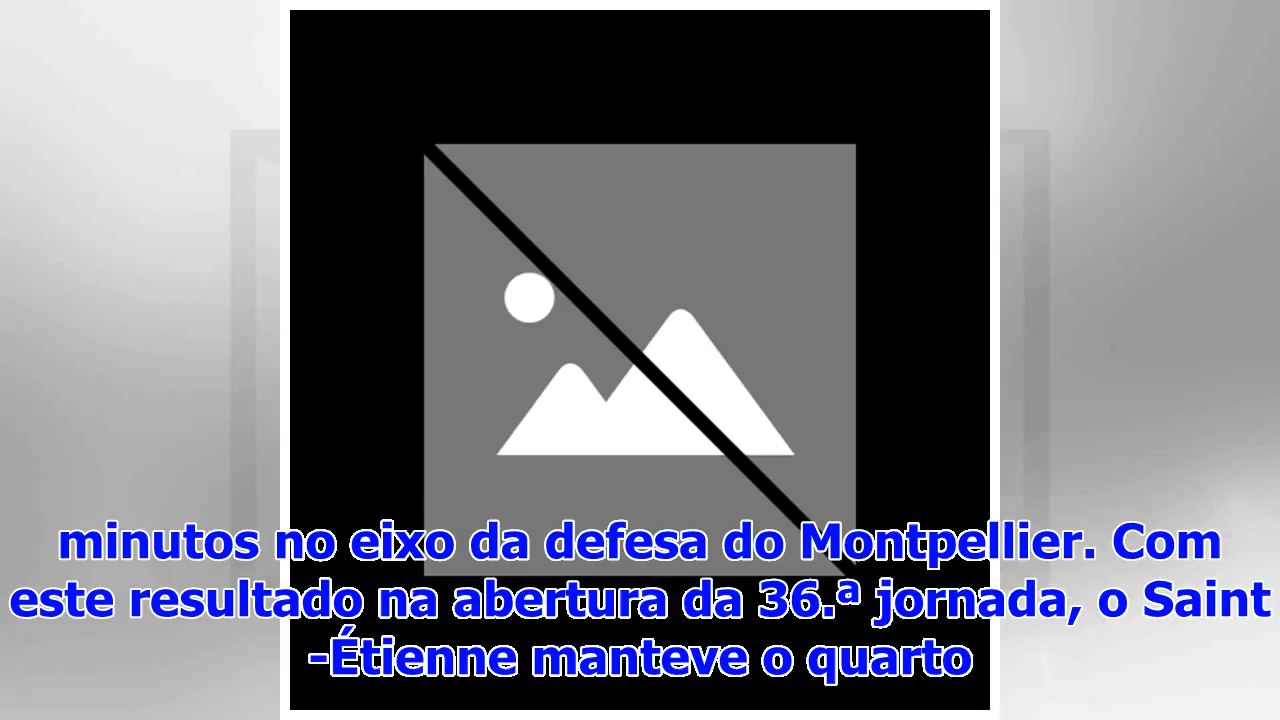 minutos no eixo da defesa do Montpellier. Com
este resultado na abertura da 36.ª jornada, o Saint
-Étienne manteve o quarto